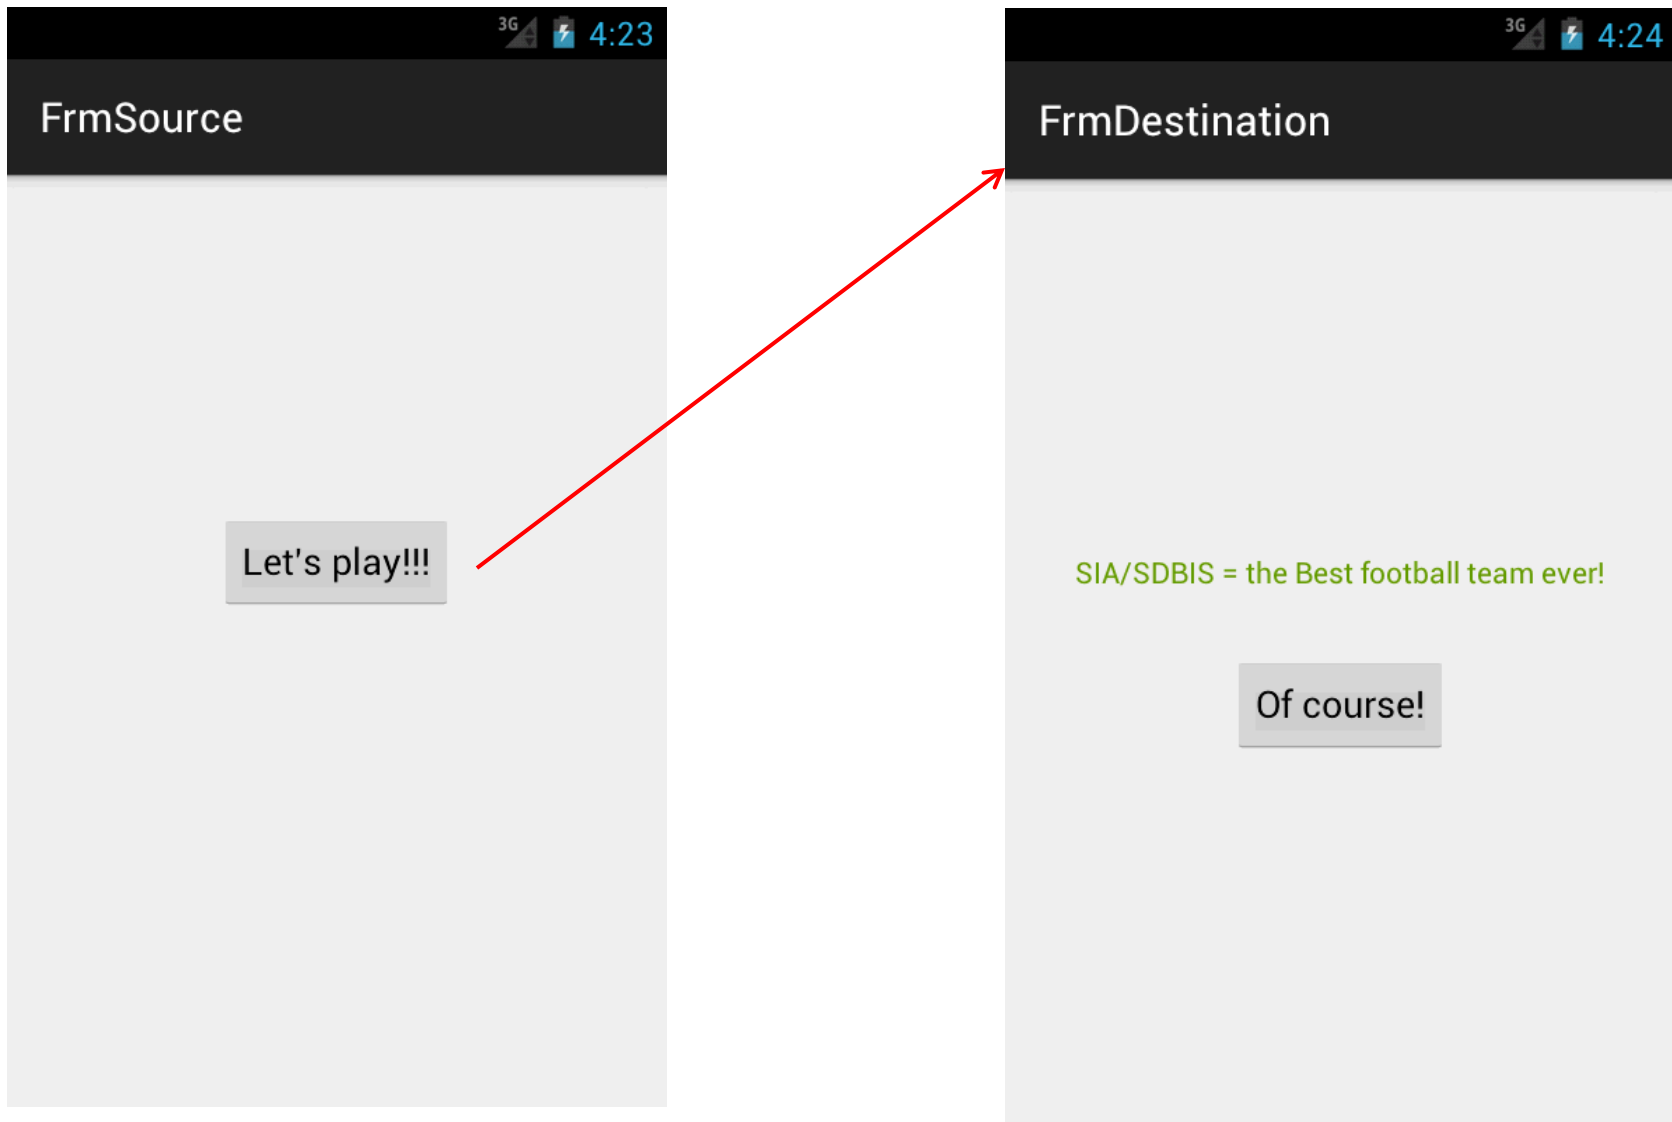 3G 4:23
FrmSource
Let's play!!!
3G 4:24
FrmDestination
SIA/SDBIS = the Best football team ever!
Of course!